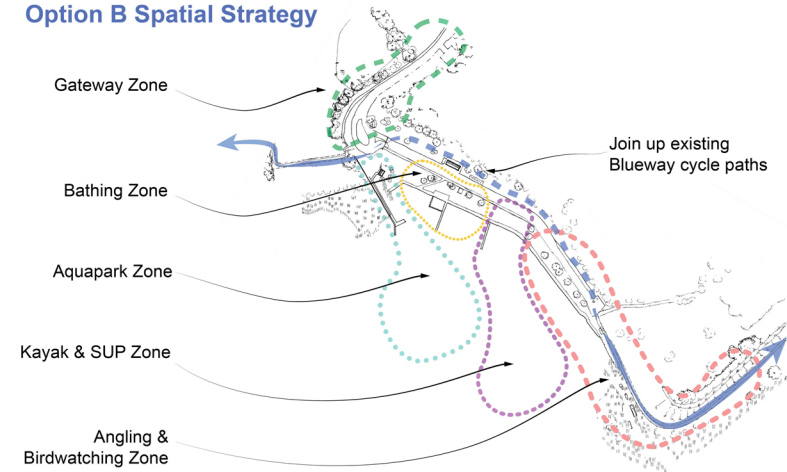 Option B Spatial Strategy
Gateway Zone
Join up existing
Blueway cycle paths
Bathing Zone
Aquapark Zone
Kayak & SUP Zone
Angling &
Birdwatching Zone